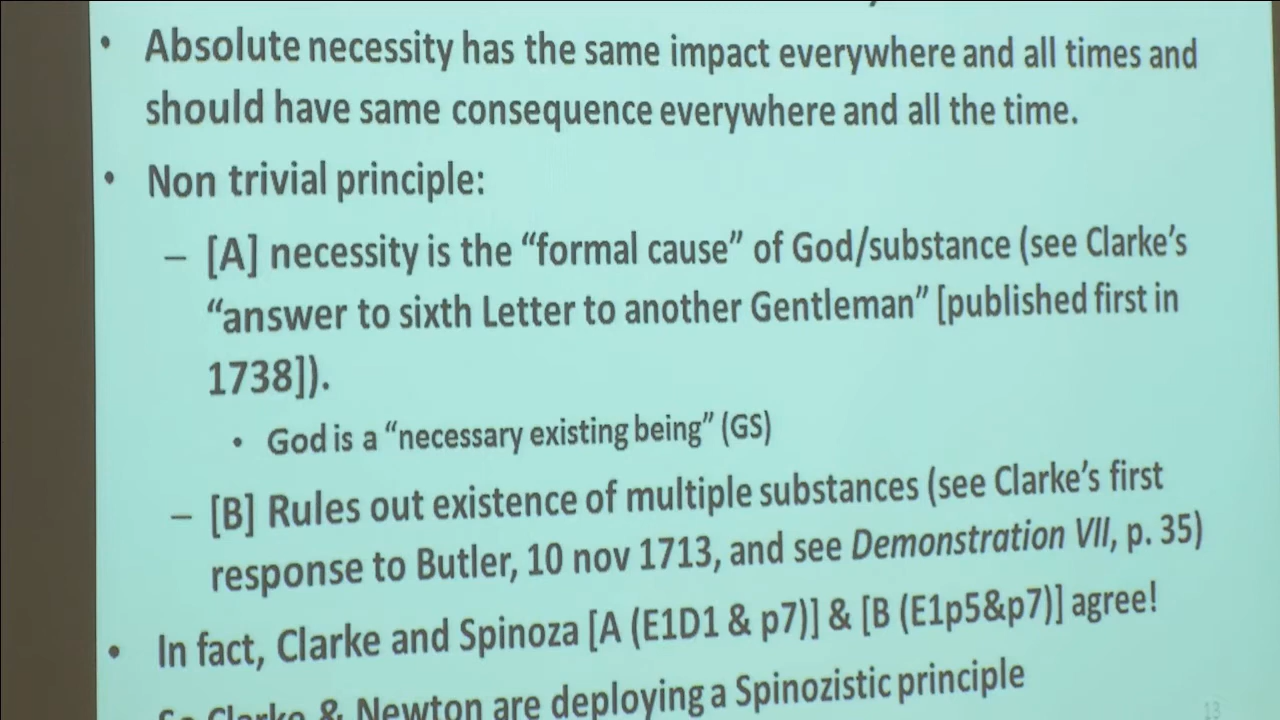 • Absolute necessity has the same impact everywhere and all times and
should have same consequence everywhere and all the time.
• Non trivial principle:
– [A] necessity is the “formal cause” of God/substance (see Clarke’s
“answer to sixth Letter to another Gentleman” [published first in
1738]).
• God is a “necessary existing being” (GS)
– [B] Rules out existence of multiple substances (see Clarke’s first
response to Butler, 10 nov 1713, and see Demonstration VII, p. 35)
• In fact, Clarke and Spinoza [A (E1D1 & p7)] & [B (E1p5&p7)] agree!
So Clarke & Newton are deploying a Spinozistic principle
13